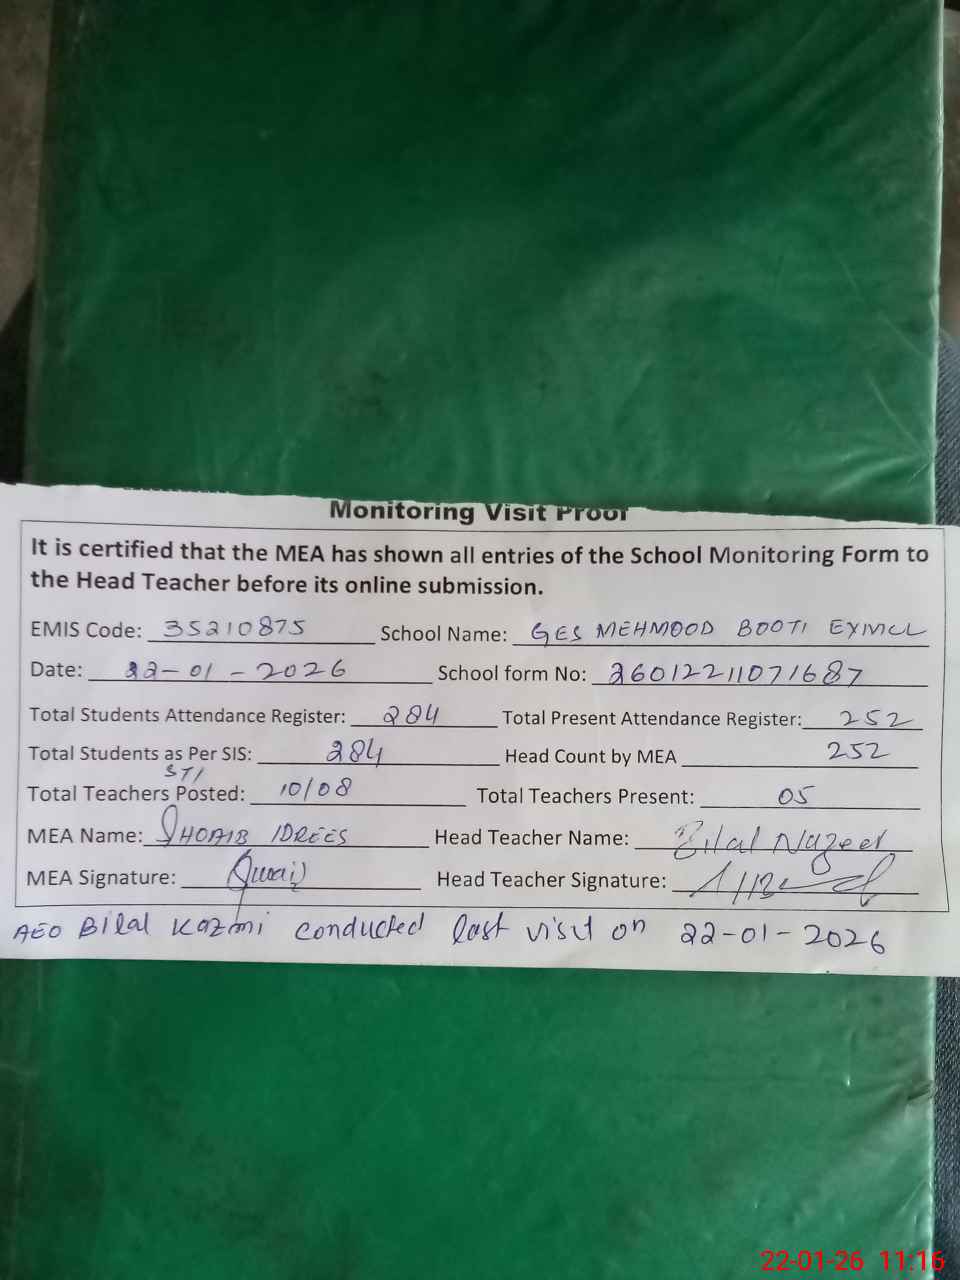 Monitoring Visit Proof
It is certified that the MEA has shown all entries of the School Monitoring Form to
the Head Teacher before its online submission.
EMIS Code: 35210875 School Name: GES MEHMOOD BOOTI EXMCL
Date: 22-01-2026 School form No: 26012211071687
Total Students Attendance Register: 284 Total Present Attendance Register: 252
Total Students as Per SIS: 284 Head Count by MEA 252
STI
Total Teachers Posted: 10/08 Total Teachers Present: 05
MEA Name: SHOAIB IDREES Head Teacher Name: Bilal Nazeer
MEA Signature: Head Teacher Signature:
AEO Bilal Kazmi conducted last visit on 22-01-2026
22-01-26 11:16